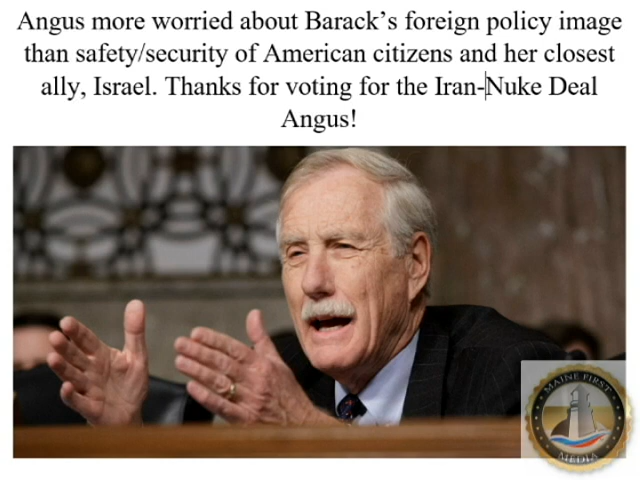 Angus more worried about Barack's foreign policy image
than safety/security of American citizens and her closest
ally, Israel. Thanks for voting for the Iran-Nuke Deal
Angus!
MAINE FIRST
MEDIA